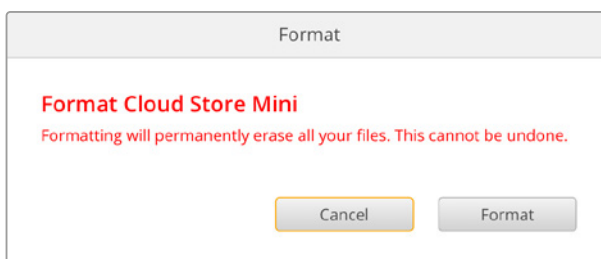 Format
Format Cloud Store Mini
Formatting will permanently erase all your files. This cannot be undone.
Cancel Format